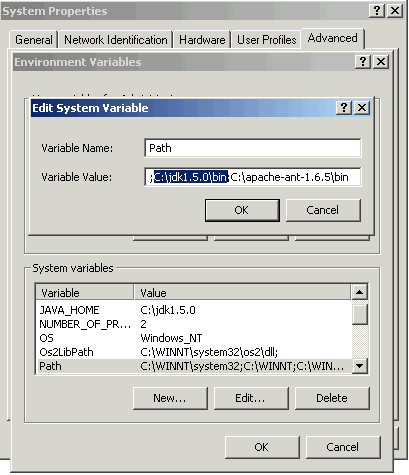 System Properties
General Network Identification Hardware User Profiles Advanced
Environment Variables
Edit System Variable
Variable Name: Path
Variable Value: ;C:\jdk1.5.0\bin;C:\apache-ant-1.6.5\bin
OK Cancel
System variables
Variable Value
JAVA_HOME C:\jdk1.5.0
NUMBER_OF_PR... 2
OS Windows_NT
Os2LibPath C:\WINNT\system32\os2\dll;
Path C:\WINNT\system32;C:\WINNT;C:\WIN...
New... Edit... Delete
OK Cancel